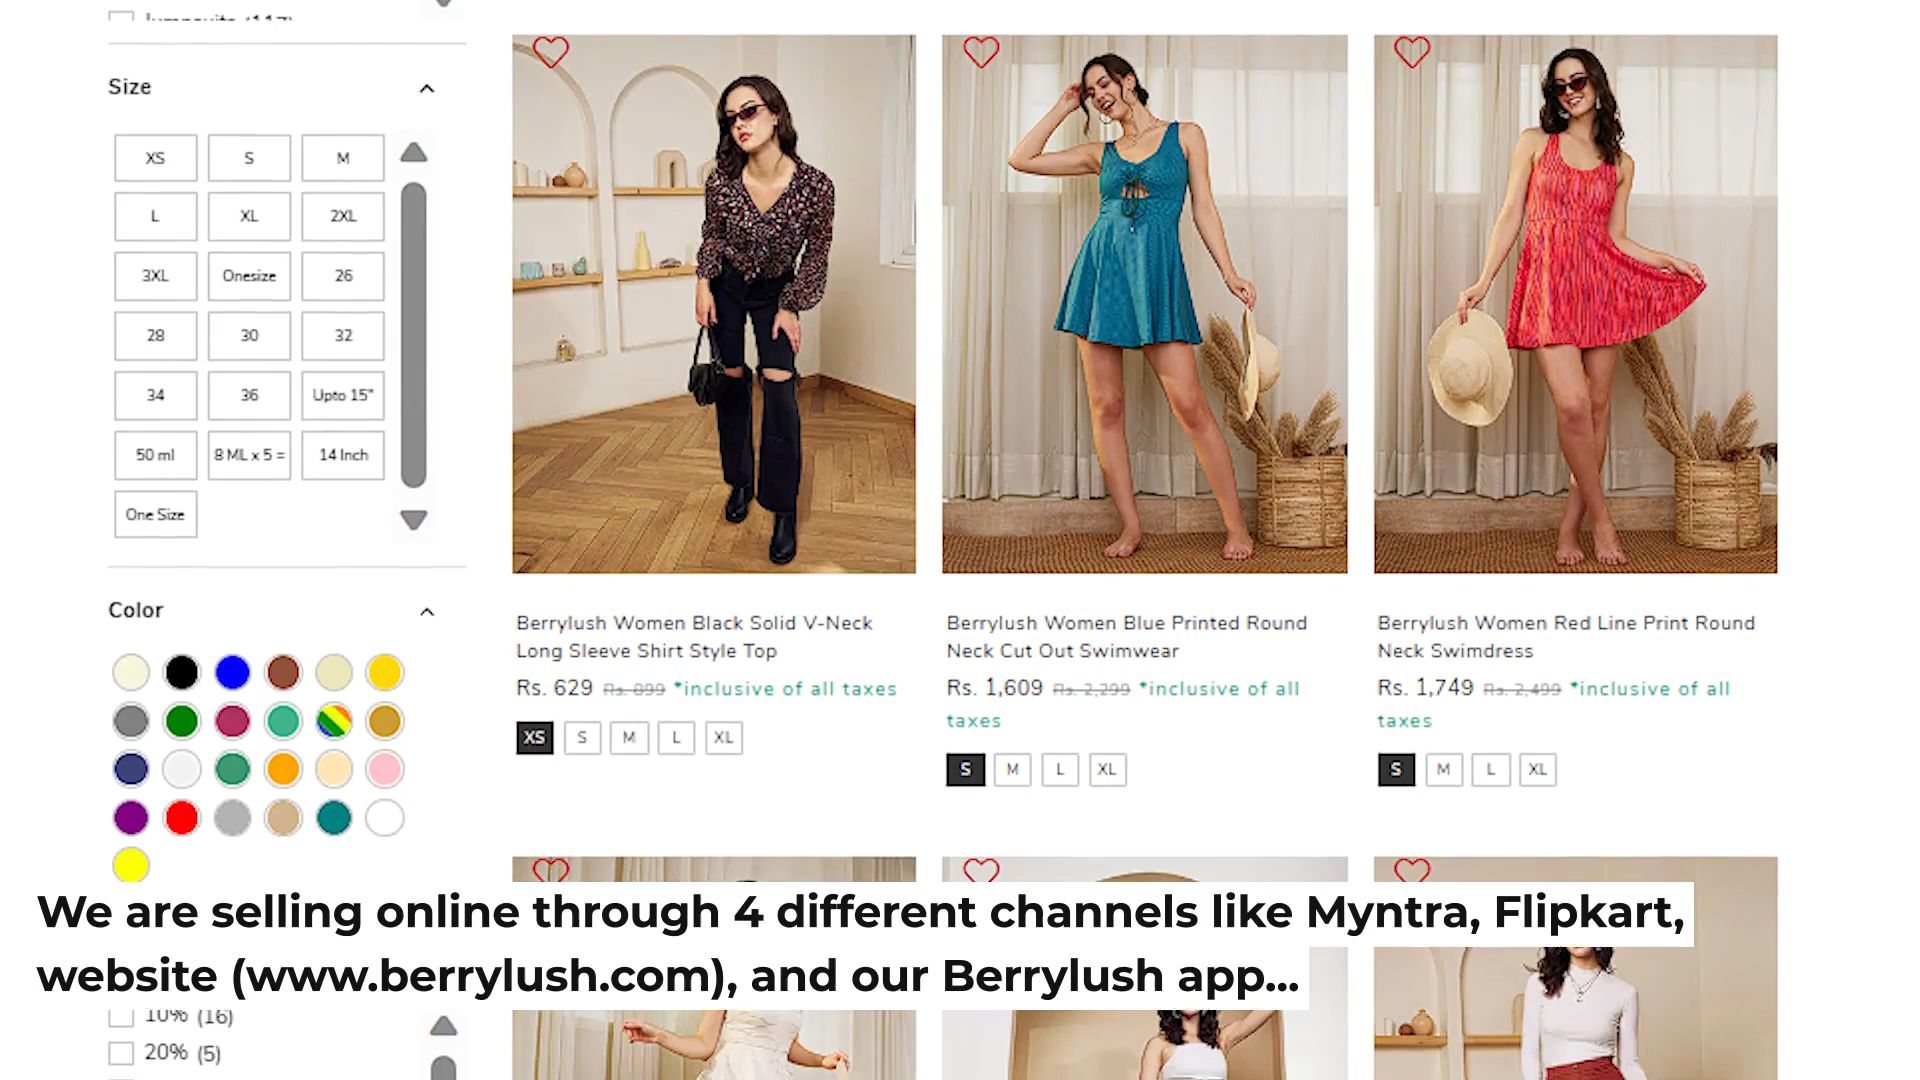 Jumpsuits (117)
Size
XS S M
L XL 2XL
3XL Onesize 26
28 30 32
34 36 Upto 15"
50 ml 8 ML x 5 = 14 Inch
One Size
Color
10% (16)
20% (5)
Berrylush Women Black Solid V-Neck
Long Sleeve Shirt Style Top
Rs. 629 Rs. 899 *inclusive of all taxes
XS S M L XL
Berrylush Women Blue Printed Round
Neck Cut Out Swimwear
Rs. 1,609 Rs. 2,299 *inclusive of all
taxes
S M L XL
Berrylush Women Red Line Print Round
Neck Swimdress
Rs. 1,749 Rs. 2,499 *inclusive of all
taxes
S M L XL
We are selling online through 4 different channels like Myntra, Flipkart,
website (www.berrylush.com), and our Berrylush app...